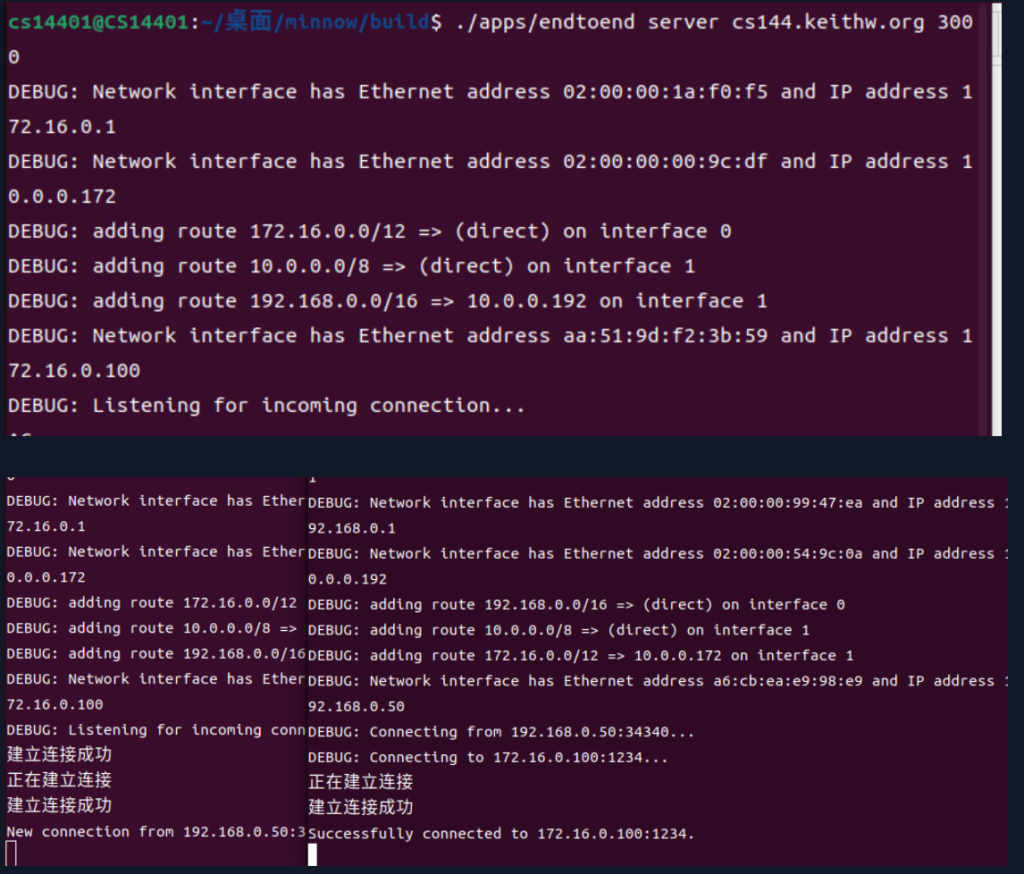 cs14401@CS14401:~/桌面/minnow/build$ ./apps/endtoend server cs144.keithw.org 300
0
DEBUG: Network interface has Ethernet address 02:00:00:1a:f0:f5 and IP address 1
72.16.0.1
DEBUG: Network interface has Ethernet address 02:00:00:00:9c:df and IP address 1
0.0.0.172
DEBUG: adding route 172.16.0.0/12 => (direct) on interface 0
DEBUG: adding route 10.0.0.0/8 => (direct) on interface 1
DEBUG: adding route 192.168.0.0/16 => 10.0.0.192 on interface 1
DEBUG: Network interface has Ethernet address aa:51:9d:f2:3b:59 and IP address 1
72.16.0.100
DEBUG: Listening for incoming connection...
DEBUG: Network interface has Ether
72.16.0.1
DEBUG: Network interface has Ether
0.0.0.172
DEBUG: adding route 172.16.0.0/12
DEBUG: adding route 10.0.0.0/8 =>
DEBUG: adding route 192.168.0.0/16
DEBUG: Network interface has Ether
72.16.0.100
DEBUG: Listening for incoming conn
建立连接成功
正在建立连接
建立连接成功
New connection from 192.168.0.50:3
DEBUG: Network interface has Ethernet address 02:00:00:99:47:ea and IP address 1
92.168.0.1
DEBUG: Network interface has Ethernet address 02:00:00:54:9c:0a and IP address 1
0.0.0.192
DEBUG: adding route 192.168.0.0/16 => (direct) on interface 0
DEBUG: adding route 10.0.0.0/8 => (direct) on interface 1
DEBUG: adding route 172.16.0.0/12 => 10.0.0.172 on interface 1
DEBUG: Network interface has Ethernet address a6:cb:ea:e9:98:e9 and IP address 1
92.168.0.50
DEBUG: Connecting from 192.168.0.50:34340...
DEBUG: Connecting to 172.16.0.100:1234...
正在建立连接
建立连接成功
Successfully connected to 172.16.0.100:1234.